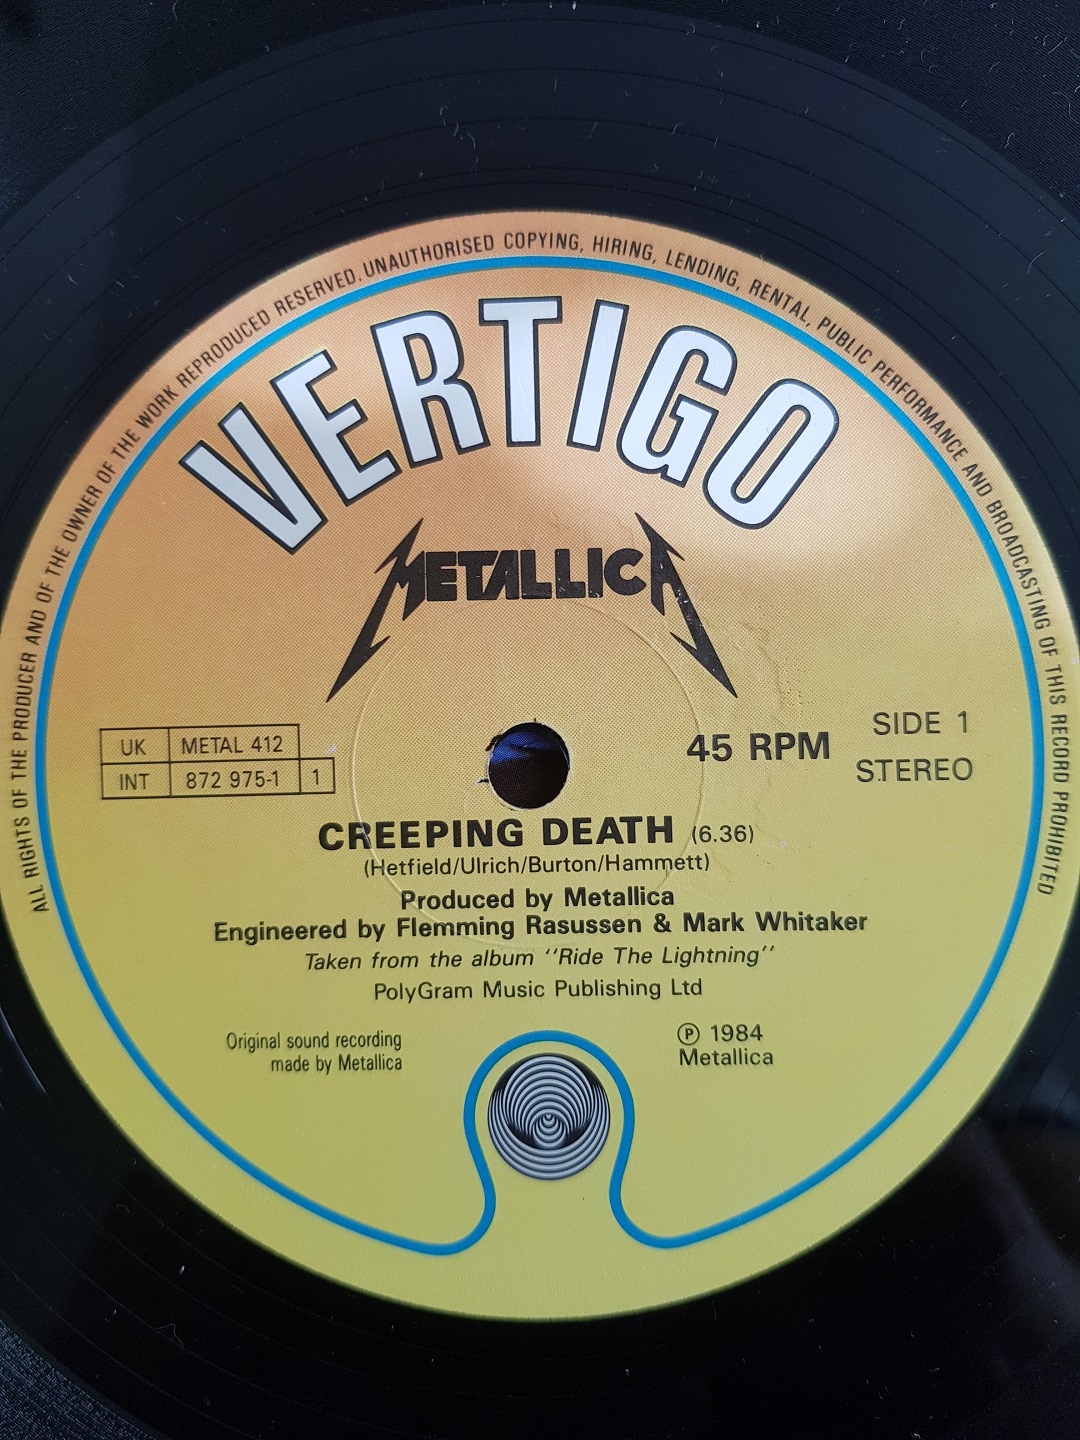 ALL RIGHTS OF THE PRODUCER AND OF THE OWNER OF THE WORK REPRODUCED RESERVED. UNAUTHORISED COPYING, HIRING, LENDING, RENTAL, PUBLIC PERFORMANCE AND BROADCASTING OF THIS RECORD PROHIBITED
VERTIGO
METALLICA
UK METAL 412
INT 872 975-1 1
45 RPM
SIDE 1
STEREO
CREEPING DEATH (6.36)
(Hetfield/Ulrich/Burton/Hammett)
Produced by Metallica
Engineered by Flemming Rasussen & Mark Whitaker
Taken from the album ‘‘Ride The Lightning’’
PolyGram Music Publishing Ltd
Original sound recording
made by Metallica
℗ 1984
Metallica